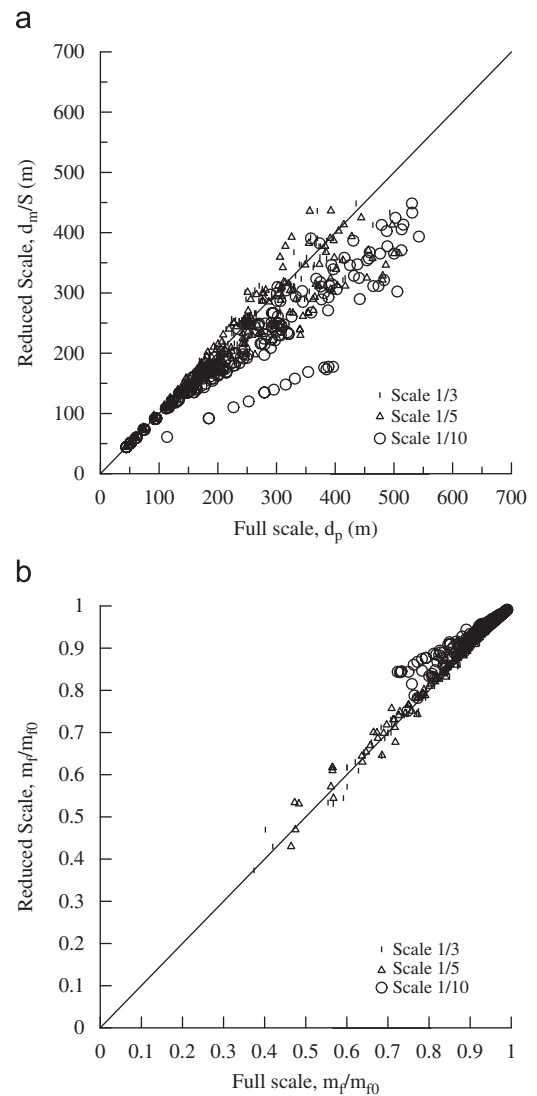 a
700
600
500
400
300
200
100
0
Reduced Scale, dm/S (m)
Scale 1/3
Scale 1/5
Scale 1/10
0 100 200 300 400 500 600 700
Full scale, dp (m)
b
1
0.9
0.8
0.7
0.6
0.5
0.4
0.3
0.2
0.1
0
Reduced Scale, mf/mf0
Scale 1/3
Scale 1/5
Scale 1/10
0 0.1 0.2 0.3 0.4 0.5 0.6 0.7 0.8 0.9 1
Full scale, mf/mf0